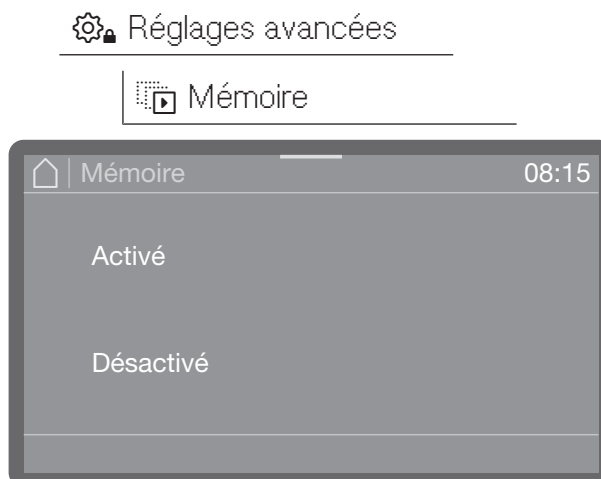 Réglages avancées
Mémoire
Mémoire 08:15
Activé
Désactivé